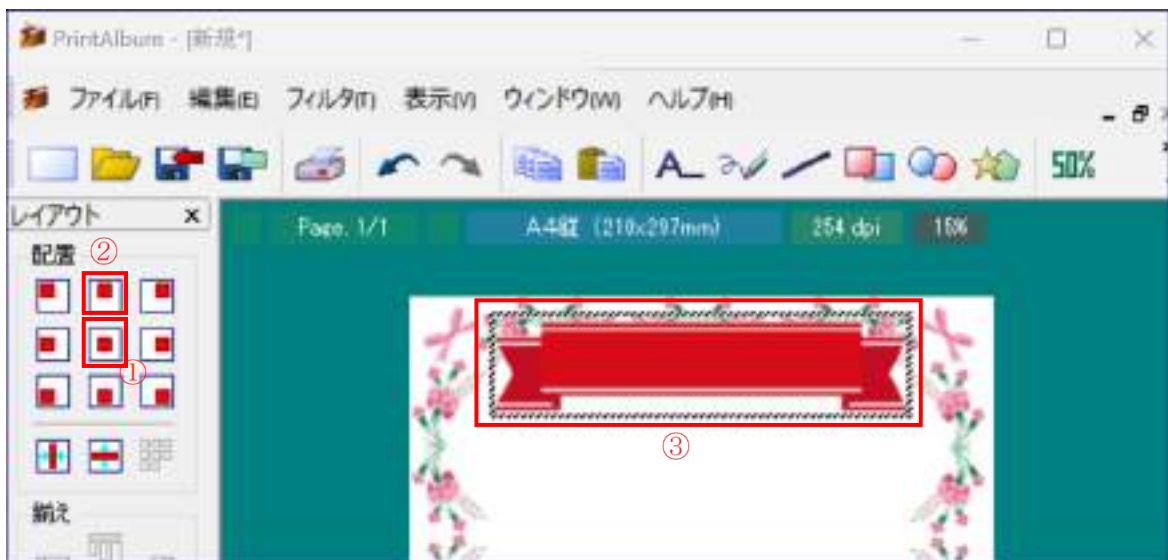 PrintAlbum - [新規*]
ファイル(F) 編集(E) フィルタ(T) 表示(V) ウィンドウ(W) ヘルプ(H)
A 50%
レイアウト x
Page. 1/1 A4縦 (210x297mm) 254 dpi 15%
配置 ②
①
③
揃え